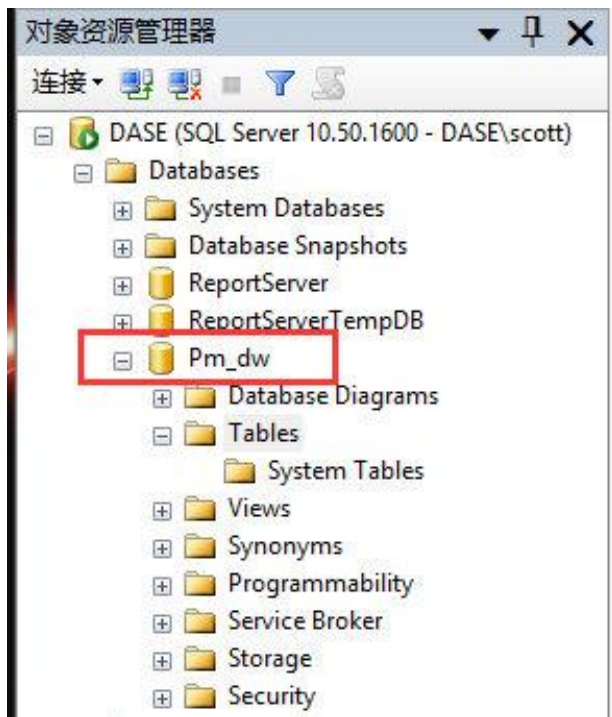 对象资源管理器
连接
DASE (SQL Server 10.50.1600 - DASE\scott)
Databases
System Databases
Database Snapshots
ReportServer
ReportServerTempDB
Pm_dw
Database Diagrams
Tables
System Tables
Views
Synonyms
Programmability
Service Broker
Storage
Security